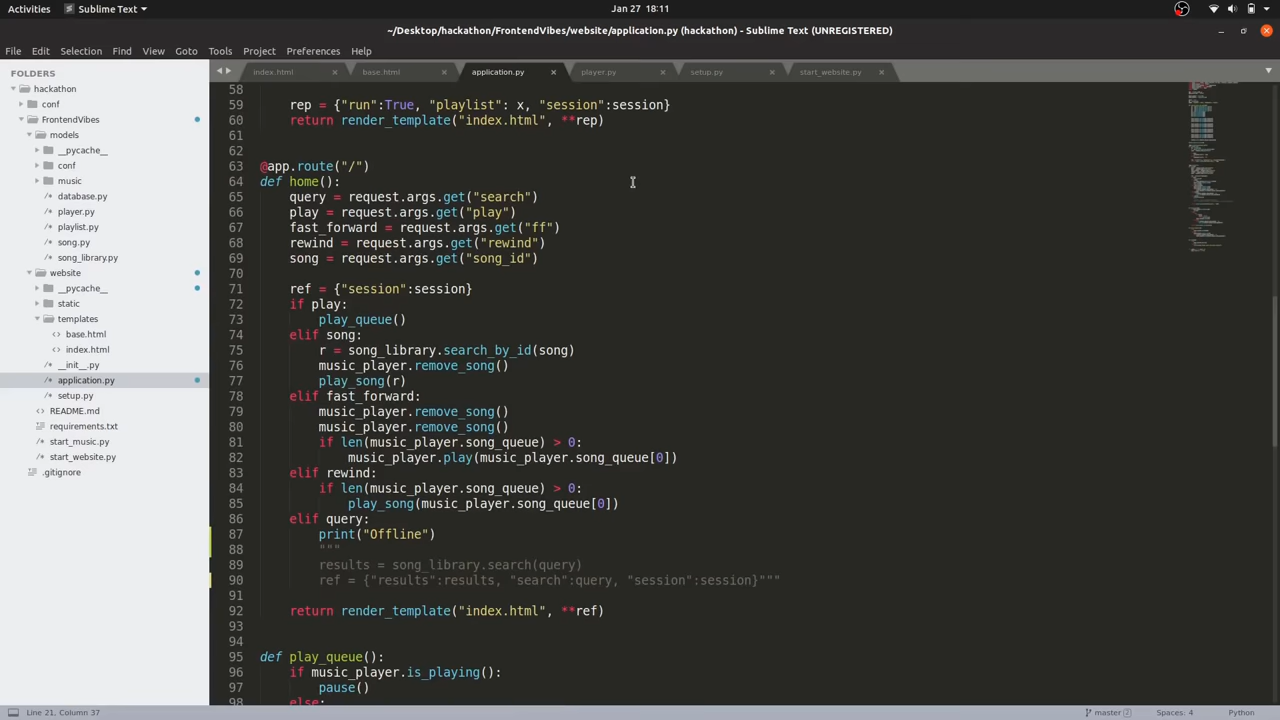 Activities
Sublime Text
Jan 27 18:11
~/Desktop/hackathon/FrontendVibes/website/application.py (hackathon) - Sublime Text (UNREGISTERED)
File Edit Selection Find View Goto Tools Project Preferences Help
FOLDERS
hackathon
conf
FrontendVibes
models
__pycache__
conf
music
database.py
player.py
playlist.py
song.py
song_library.py
website
__pycache__
static
templates
base.html
index.html
__init__.py
application.py
setup.py
README.md
requirements.txt
start_music.py
start_website.py
.gitignore
index.html
base.html
application.py
player.py
setup.py
start_website.py
58
59 rep = {"run":True, "playlist": x, "session":session}
60 return render_template("index.html", **rep)
61
62
63 @app.route("/")
64 def home():
65 query = request.args.get("search")
66 play = request.args.get("play")
67 fast_forward = request.args.get("ff")
68 rewind = request.args.get("rewind")
69 song = request.args.get("song_id")
70
71 ref = {"session":session}
72 if play:
73 play_queue()
74 elif song:
75 r = song_library.search_by_id(song)
76 music_player.remove_song()
77 play_song(r)
78 elif fast_forward:
79 music_player.remove_song()
80 music_player.remove_song()
81 if len(music_player.song_queue) > 0:
82 music_player.play(music_player.song_queue[0])
83 elif rewind:
84 if len(music_player.song_queue) > 0:
85 play_song(music_player.song_queue[0])
86 elif query:
87 print("Offline")
88 """
89 results = song_library.search(query)
90 ref = {"results":results, "search":query, "session":session}"""
91
92 return render_template("index.html", **ref)
93
94
95 def play_queue():
96 if music_player.is_playing():
97 pause()
98 else:
Line 21, Column 37
master 2
Spaces: 4
Python